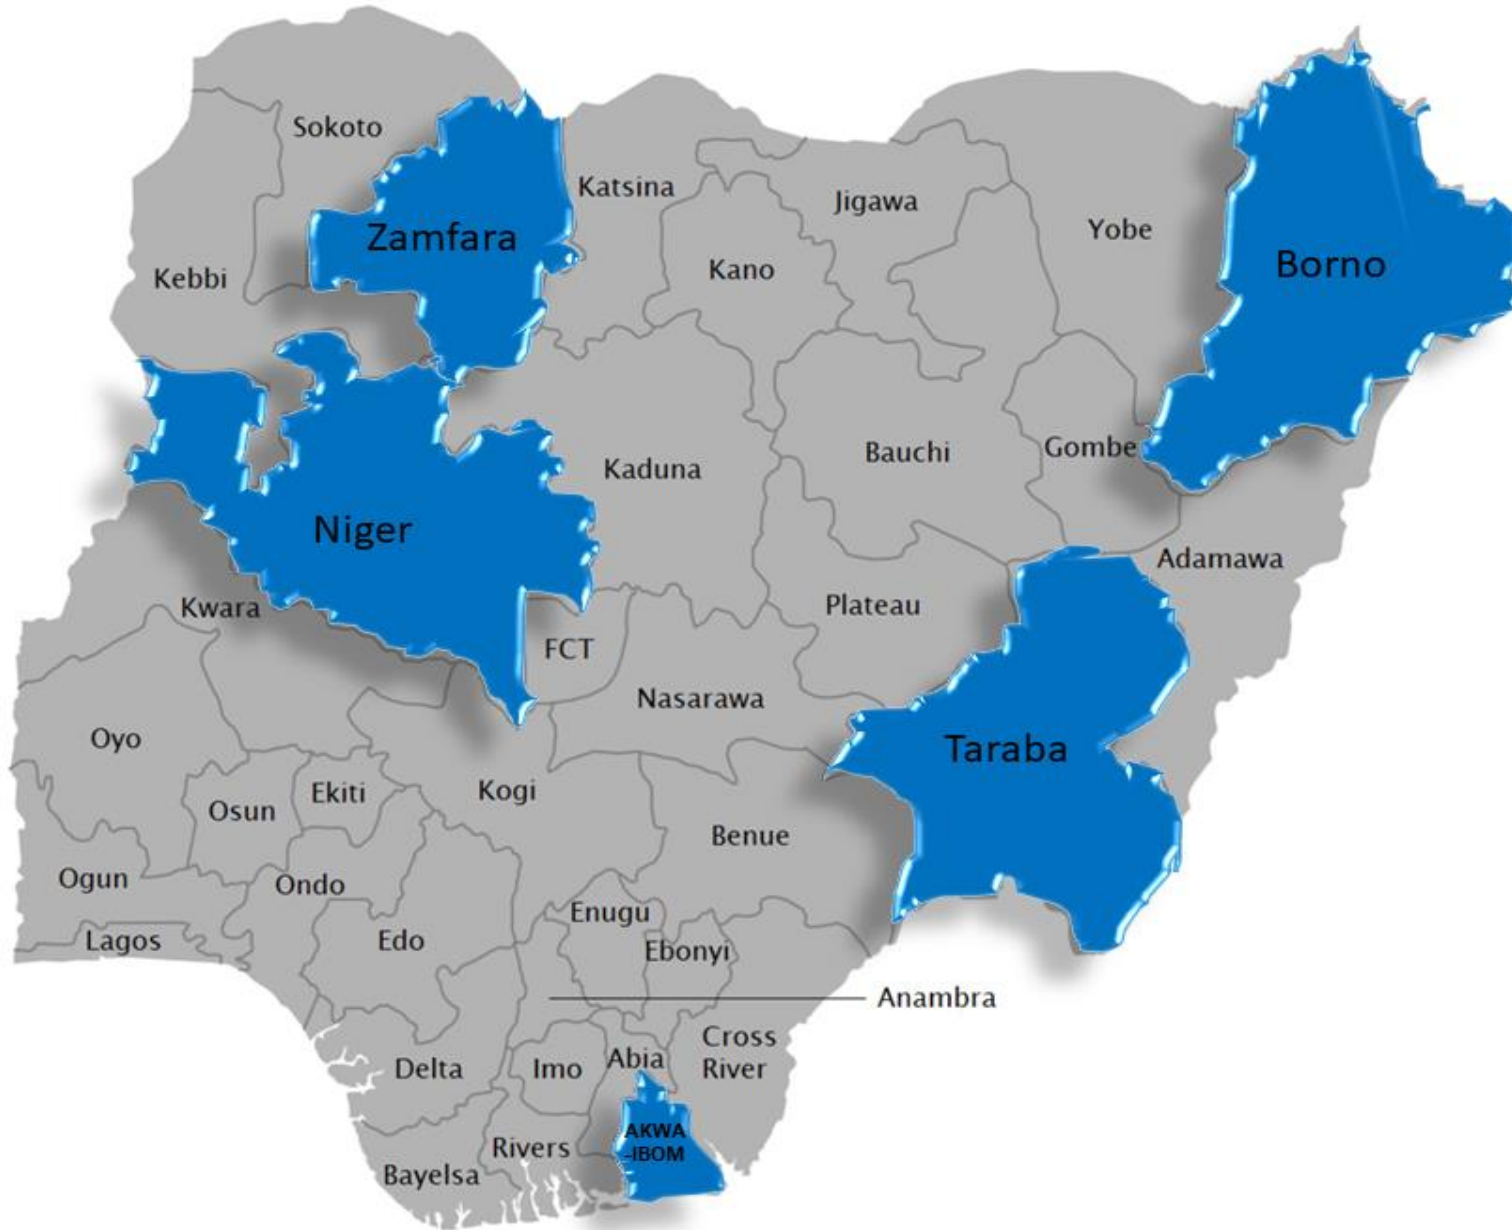 Sokoto
Katsina
Jigawa
Yobe
Zamfara
Kano
Borno
Kebbi
Kaduna
Bauchi
Gombe
Niger
Adamawa
Kwara
Plateau
FCT
Nasarawa
Oyo
Taraba
Kogi
Ekiti
Osun
Benue
Ogun
Ondo
Enugu
Lagos
Edo
Ebonyi
Anambra
Cross
River
Delta
Imo
Abia
AKWA
-IBOM
Rivers
Bayelsa